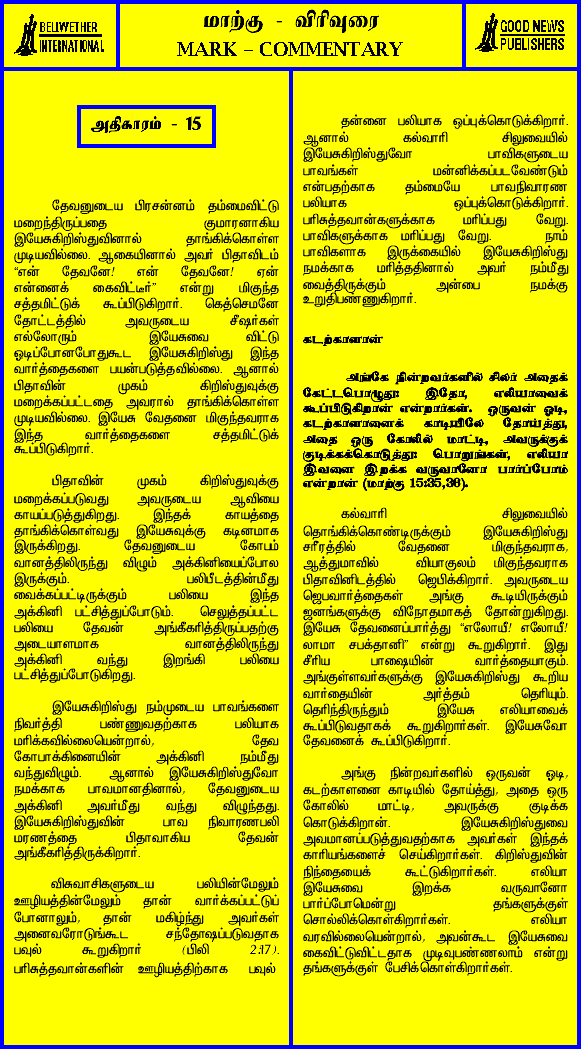 BELLWETHER
INTERNATIONAL
மாற்கு - விரிவுரை
MARK – COMMENTARY
GOOD NEWS
PUBLISHERS
அதிகாரம் - 15
தேவனுடைய பிரசன்னம் தம்மைவிட்டு
மறைந்திருப்பதை குமாரனாகிய
இயேசுகிறிஸ்துவினால் தாங்கிக்கொள்ள
முடியவில்லை. ஆகையினால் அவர் பிதாவிடம்
“என் தேவனே! என் தேவனே! ஏன்
என்னைக் கைவிட்டீர்” என்று மிகுந்த
சத்தமிட்டுக் கூப்பிடுகிறார். கெத்செமனே
தோட்டத்தில் அவருடைய சீஷர்கள்
எல்லோரும் இயேசுவை விட்டு
ஓடிப்போனபோதுகூட இயேசுகிறிஸ்து இந்த
வார்த்தைகளை பயன்படுத்தவில்லை. ஆனால்
பிதாவின் முகம் கிறிஸ்துவுக்கு
மறைக்கப்பட்டதை அவரால் தாங்கிக்கொள்ள
முடியவில்லை. இயேசு வேதனை மிகுந்தவராக
இந்த வார்த்தைகளை சத்தமிட்டுக்
கூப்பிடுகிறார்.
பிதாவின் முகம் கிறிஸ்துவுக்கு
மறைக்கப்படுவது அவருடைய ஆவியை
காயப்படுத்துகிறது. இந்தக் காயத்தை
தாங்கிக்கொள்வது இயேசுவுக்கு கடினமாக
இருக்கிறது. தேவனுடைய கோபம்
வானத்திலிருந்து விழும் அக்கினியைப்போல
இருக்கும். பலிபீடத்தின்மீது
வைக்கப்பட்டிருக்கும் பலியை இந்த
அக்கினி பட்சித்துப்போடும். செலுத்தப்பட்ட
பலியை தேவன் அங்கீகரித்திருப்பதற்கு
அடையாளமாக வானத்திலிருந்து
அக்கினி வந்து இறங்கி பலியை
பட்சித்துப்போடுகிறது.
இயேசுகிறிஸ்து நம்முடைய பாவங்களை
நிவர்த்தி பண்ணுவதற்காக பலியாக
மரிக்கவில்லையென்றால், தேவ
கோபாக்கினையின் அக்கினி நம்மீது
வந்துவிழும். ஆனால் இயேசுகிறிஸ்துவோ
நமக்காக பாவமானதினால், தேவனுடைய
அக்கினி அவர்மீது வந்து விழுந்தது.
இயேசுகிறிஸ்துவின் பாவ நிவாரணபலி
மரணத்தை பிதாவாகிய தேவன்
அங்கீகரித்திருக்கிறார்.
விசுவாசிகளுடைய பலியின்மேலும்
ஊழியத்தின்மேலும் தான் வார்க்கப்பட்டுப்
போனாலும், தான் மகிழ்ந்து அவர்கள்
அனைவரோடுங்கூட சந்தோஷப்படுவதாக
பவுல் கூறுகிறார் (பிலி 2:17).
பரிசுத்தவான்களின் ஊழியத்திற்காக பவுல்
தன்னை பலியாக ஒப்புக்கொடுக்கிறார்.
ஆனால் கல்வாரி சிலுவையில்
இயேசுகிறிஸ்துவோ பாவிகளுடைய
பாவங்கள் மன்னிக்கப்படவேண்டும்
என்பதற்காக தம்மையே பாவநிவாரண
பலியாக ஒப்புக்கொடுக்கிறார்.
பரிசுத்தவான்களுக்காக மரிப்பது வேறு.
பாவிகளுக்காக மரிப்பது வேறு. நாம்
பாவிகளாக இருக்கையில் இயேசுகிறிஸ்து
நமக்காக மரித்ததினால் அவர் நம்மீது
வைத்திருக்கும் அன்பை நமக்கு
உறுதிபண்ணுகிறார்.
கடற்காளான்
அங்கே நின்றவர்களில் சிலர் அதைக்
கேட்டபொழுது: இதோ, எலியாவைக்
கூப்பிடுகிறான் என்றார்கள். ஒருவன் ஓடி,
கடற்காளானைக் காடியிலே தோய்த்து,
அதை ஒரு கோலில் மாட்டி, அவருக்குக்
குடிக்கக்கொடுத்து: பொறுங்கள், எலியா
இவனை இறக்க வருவானோ பார்ப்போம்
என்றான் (மாற்கு 15:35,36).
கல்வாரி சிலுவையில்
தொங்கிக்கொண்டிருக்கும் இயேசுகிறிஸ்து
சரீரத்தில் வேதனை மிகுந்தவராக,
ஆத்துமாவில் வியாகுலம் மிகுந்தவராக
பிதாவினிடத்தில் ஜெபிக்கிறார். அவருடைய
ஜெபவார்த்தைகள் அங்கு கூடியிருக்கும்
ஜனங்களுக்கு விநோதமாகத் தோன்றுகிறது.
இயேசு தேவனைப்பார்த்து “எலோயீ! எலோயீ!
லாமா சபக்தானி” என்று கூறுகிறார். இது
சீரிய பாஷையின் வார்த்தையாகும்.
அங்குள்ளவர்களுக்கு இயேசுகிறிஸ்து கூறிய
வார்தையின் அர்த்தம் தெரியும்.
தெரிந்திருந்தும் இயேசு எலியாவைக்
கூப்பிடுவதாகக் கூறுகிறார்கள். இயேசுவோ
தேவனைக் கூப்பிடுகிறார்.
அங்கு நின்றவர்களில் ஒருவன் ஓடி,
கடற்காளனை காடியில் தோய்த்து, அதை ஒரு
கோலில் மாட்டி, அவருக்கு குடிக்க
கொடுக்கிறான். இயேசுகிறிஸ்துவை
அவமானப்படுத்துவதற்காக அவர்கள் இந்தக்
காரியங்களைச் செய்கிறார்கள். கிறிஸ்துவின்
நிந்தையைக் கூட்டுகிறார்கள். எலியா
இயேசுவை இறக்க வருவானோ
பார்ப்போமென்று தங்களுக்குள்
சொல்லிக்கொள்கிறார்கள். எலியா
வரவில்லையென்றால், அவன்கூட இயேசுவை
கைவிட்டுவிட்டதாக முடிவுபண்ணலாம் என்று
தங்களுக்குள் பேசிக்கொள்கிறார்கள்.